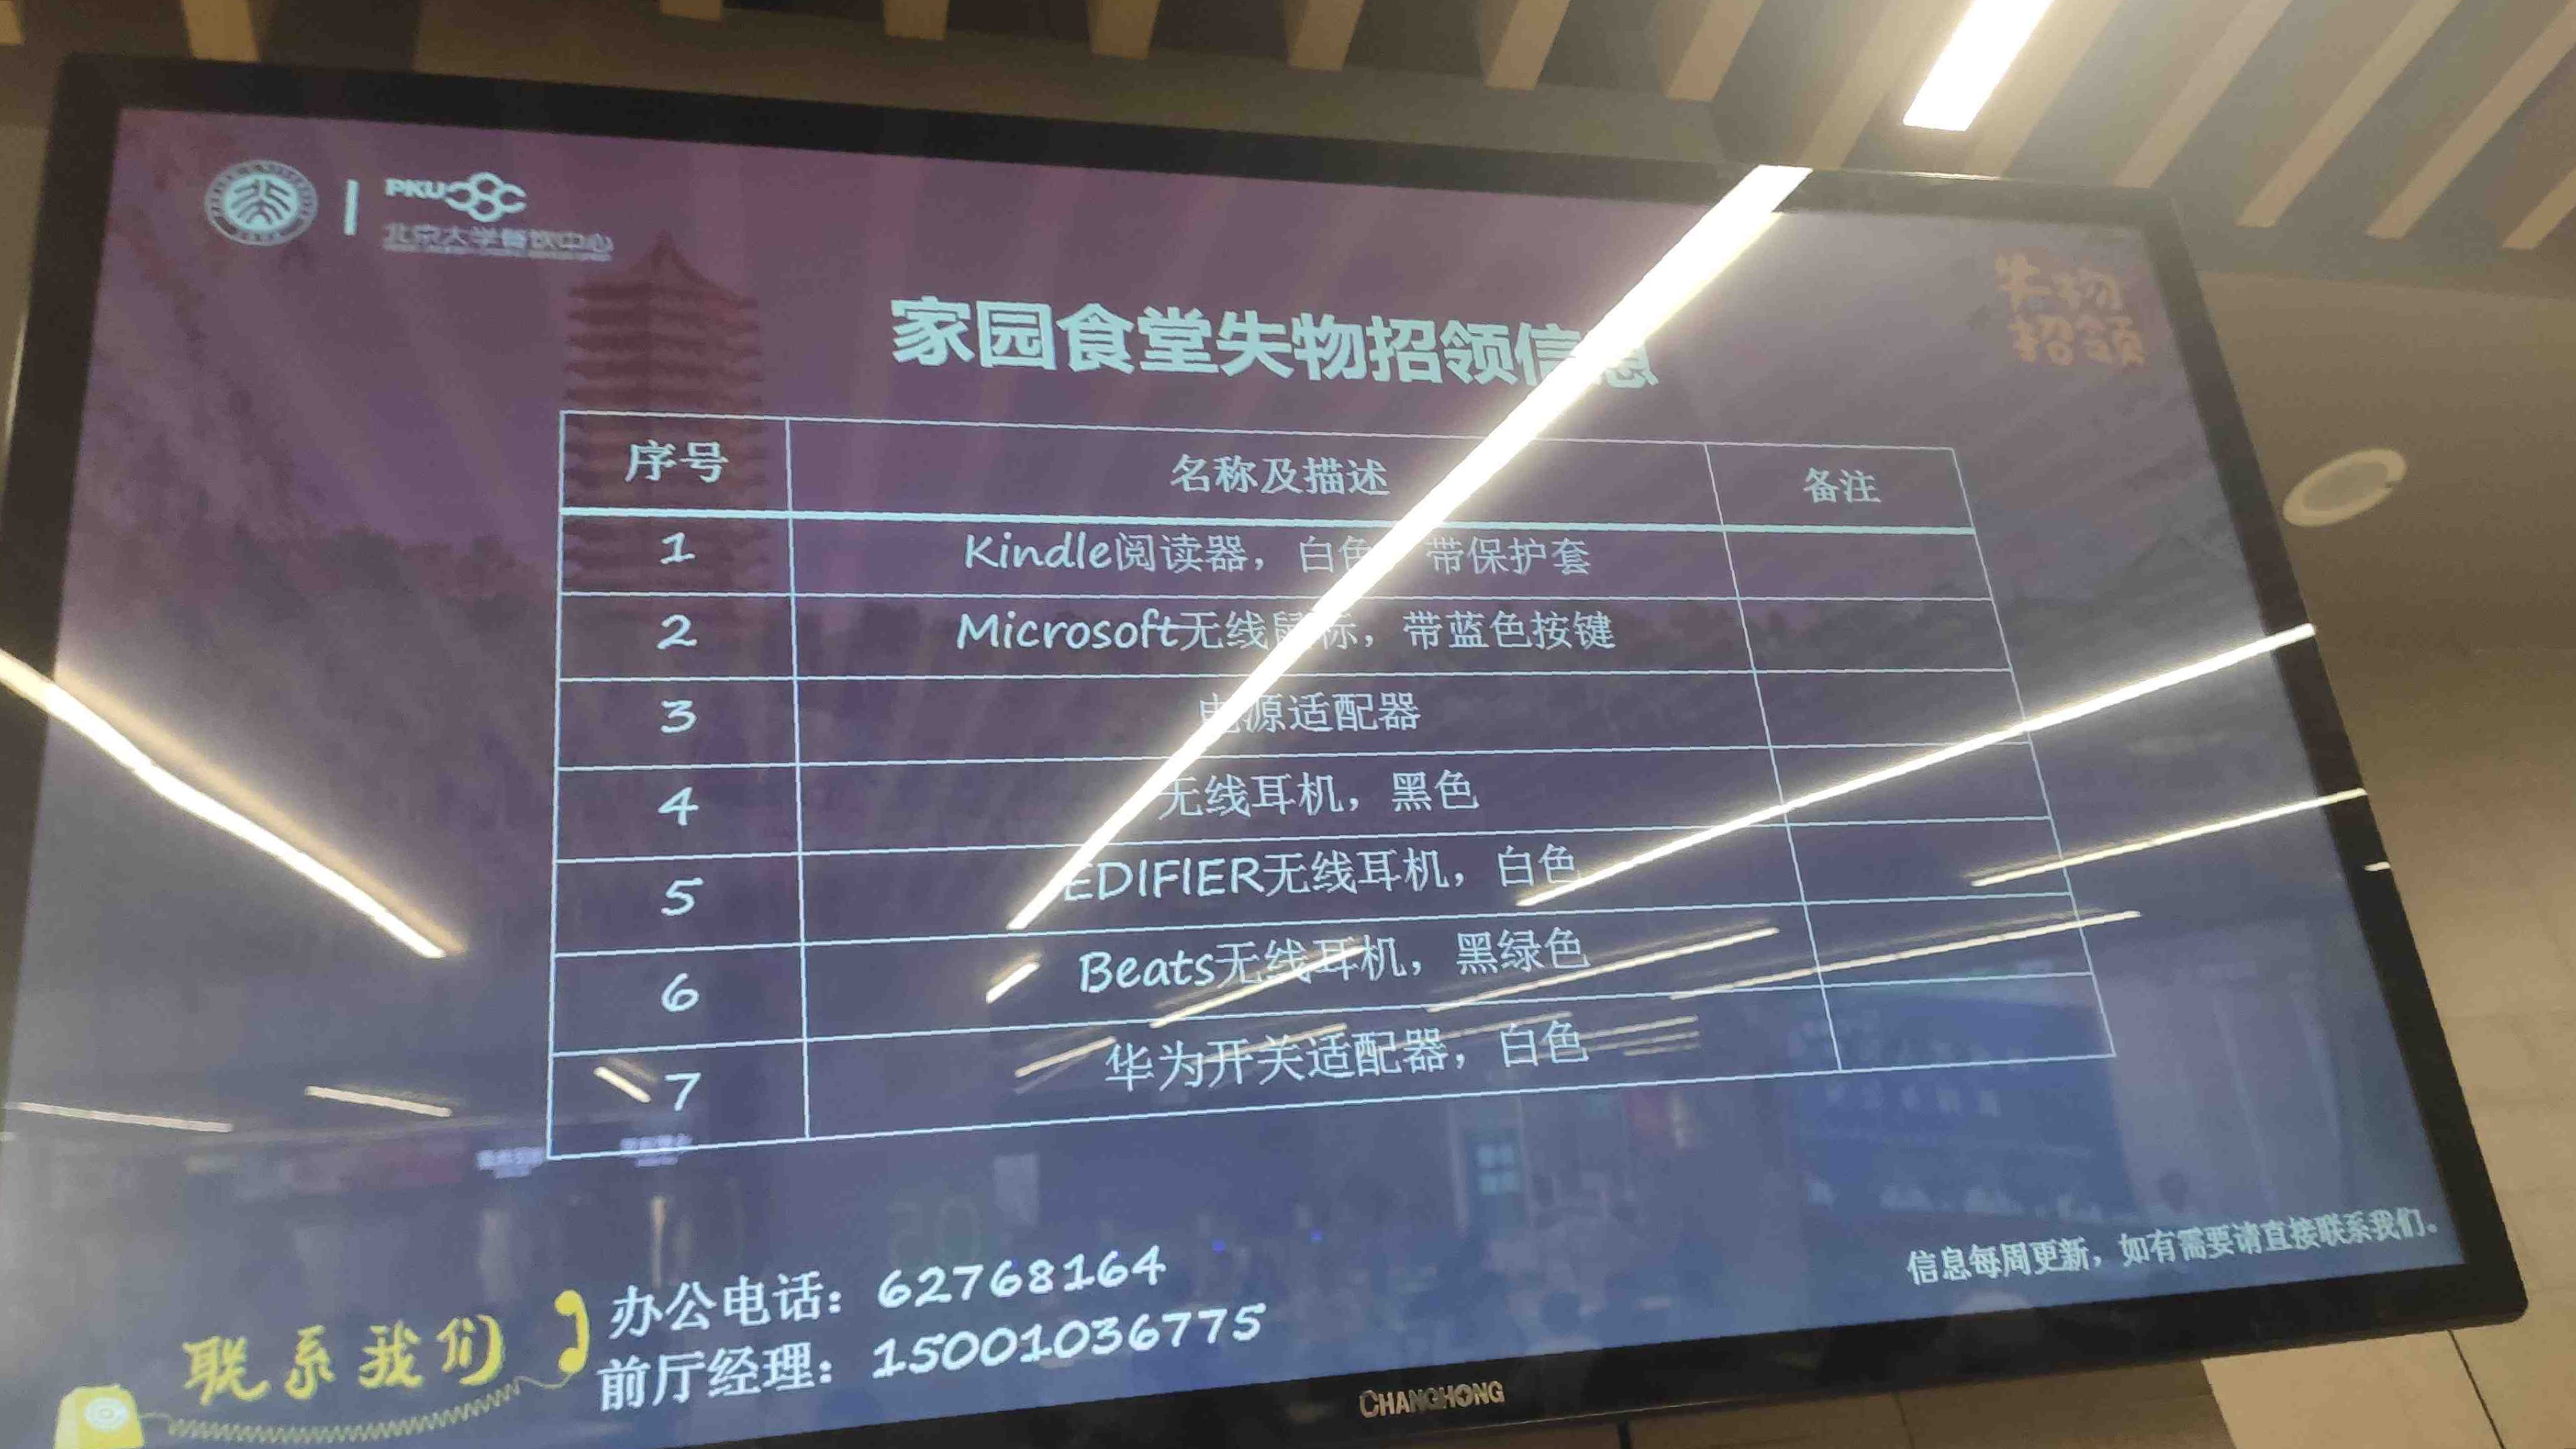 PKU
北京大学餐饮中心
失物
招领
家园食堂失物招领信息
序号 名称及描述 备注
1 Kindle阅读器，白色，带保护套
2 Microsoft无线鼠标，带蓝色按键
3 电源适配器
4 无线耳机，黑色
5 EDIFIER无线耳机，白色
6 Beats无线耳机，黑绿色
7 华为开关适配器，白色
信息每周更新，如有需要请直接联系我们。
联系我们
办公电话：62768164
前厅经理：15001036775
CHANGHONG